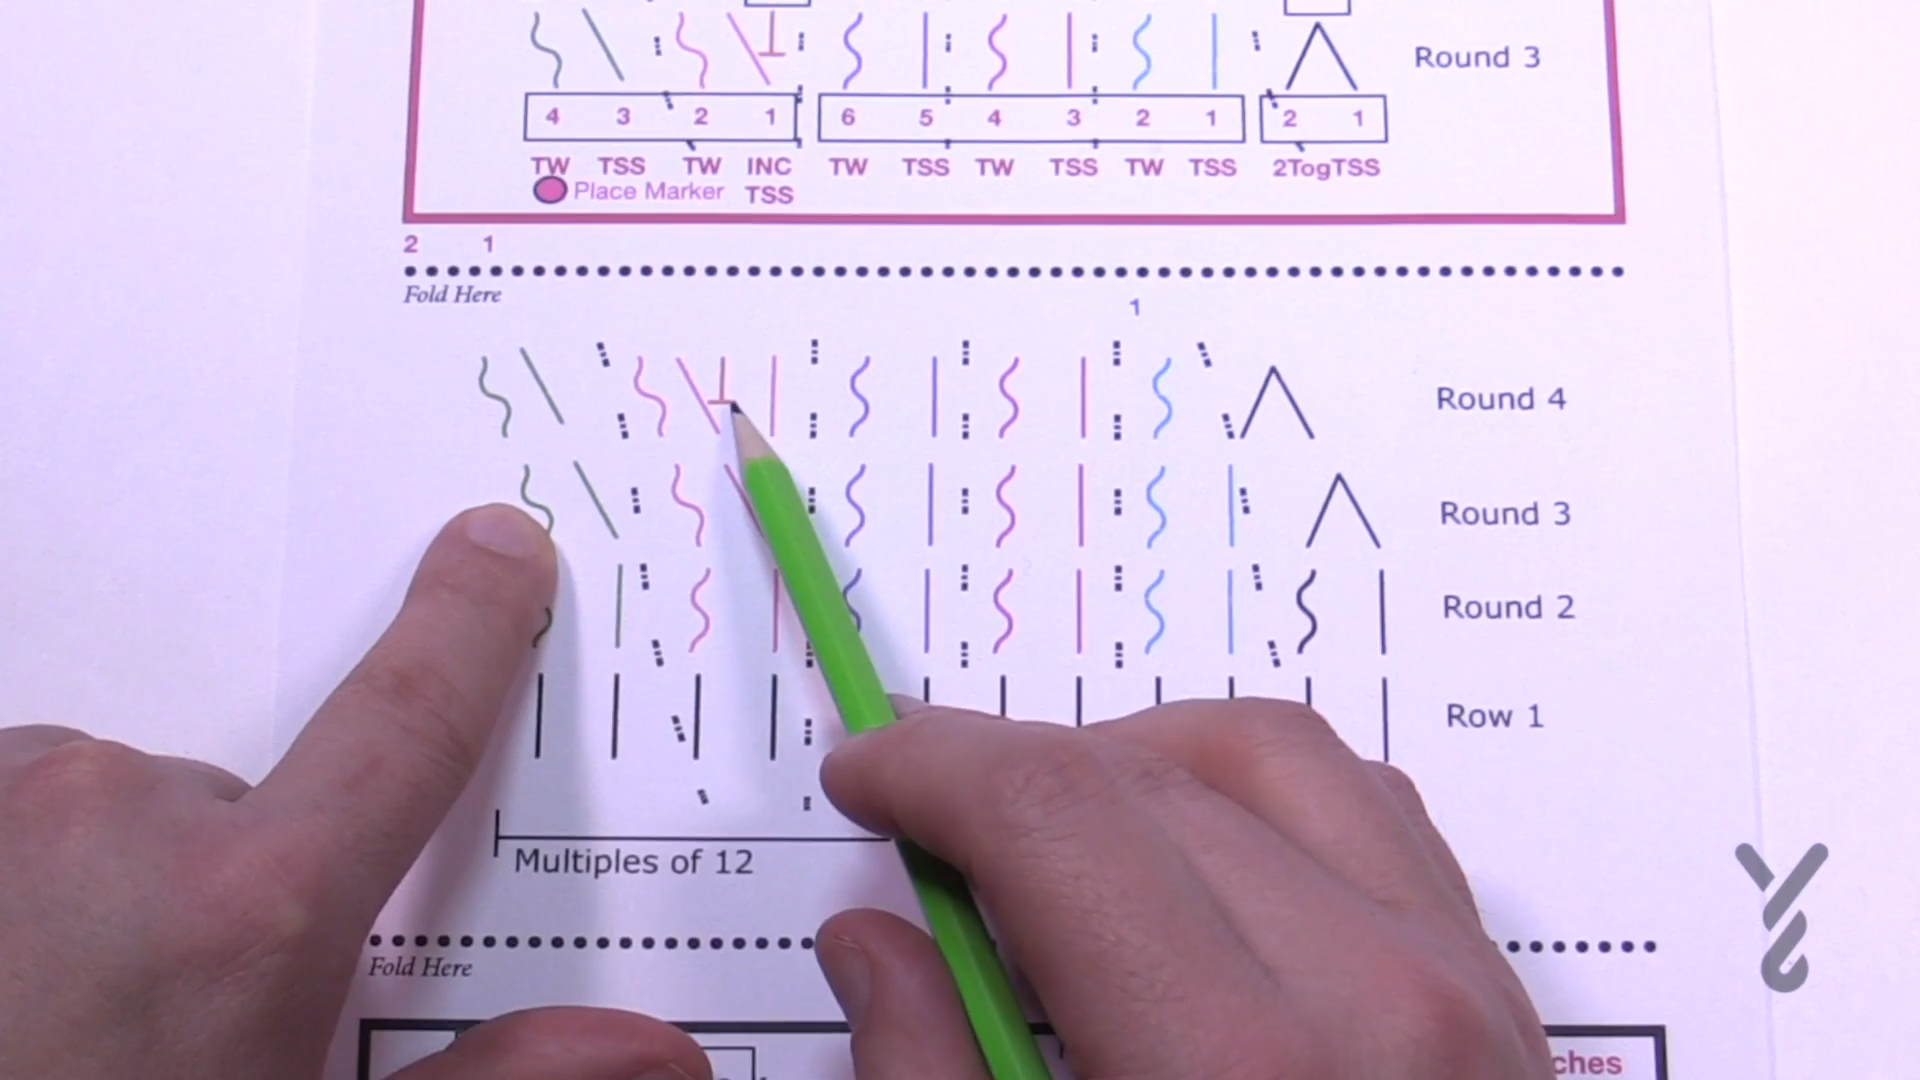 Round 3
4 3 2 1 6 5 4 3 2 1 2 1
TW TSS TW INC TW TSS TW TSS TW TSS 2TogTSS
Place Marker TSS
2 1
Fold Here
1
Round 4
Round 3
Round 2
Row 1
Multiples of 12
Fold Here